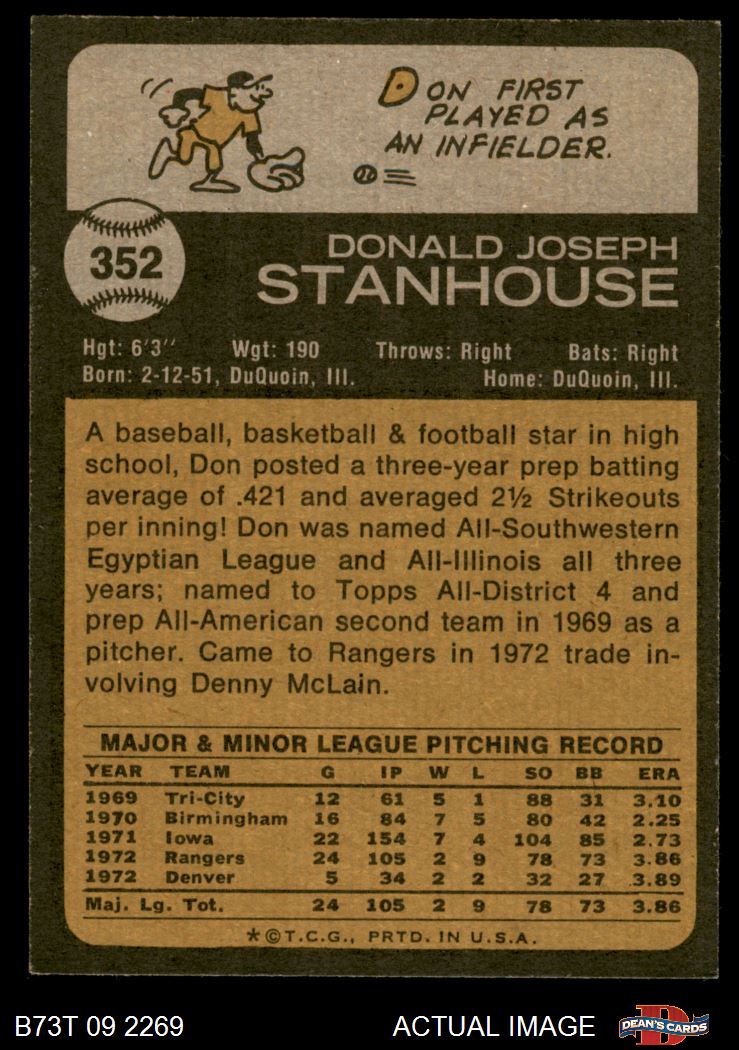 DON FIRST
PLAYED AS
AN INFIELDER.
352
DONALD JOSEPH
STANHOUSE
Hgt: 6'3" Wgt: 190 Throws: Right Bats: Right
Born: 2-12-51, DuQuoin, Ill. Home: DuQuoin, Ill.
A baseball, basketball & football star in high
school, Don posted a three-year prep batting
average of .421 and averaged 2½ Strikeouts
per inning! Don was named All-Southwestern
Egyptian League and All-Illinois all three
years; named to Topps All-District 4 and
prep All-American second team in 1969 as a
pitcher. Came to Rangers in 1972 trade in-
volving Denny McLain.
MAJOR & MINOR LEAGUE PITCHING RECORD
YEAR TEAM G IP W L SO BB ERA
1969 Tri-City 12 61 5 1 88 31 3.10
1970 Birmingham 16 84 7 5 80 42 2.25
1971 Iowa 22 154 7 4 104 85 2.73
1972 Rangers 24 105 2 9 78 73 3.86
1972 Denver 5 34 2 2 32 27 3.89
Maj. Lg. Tot. 24 105 2 9 78 73 3.86
*©T.C.G., PRTD. IN U.S.A.
B73T 09 2269 ACTUAL IMAGE D DEAN'S CARDS